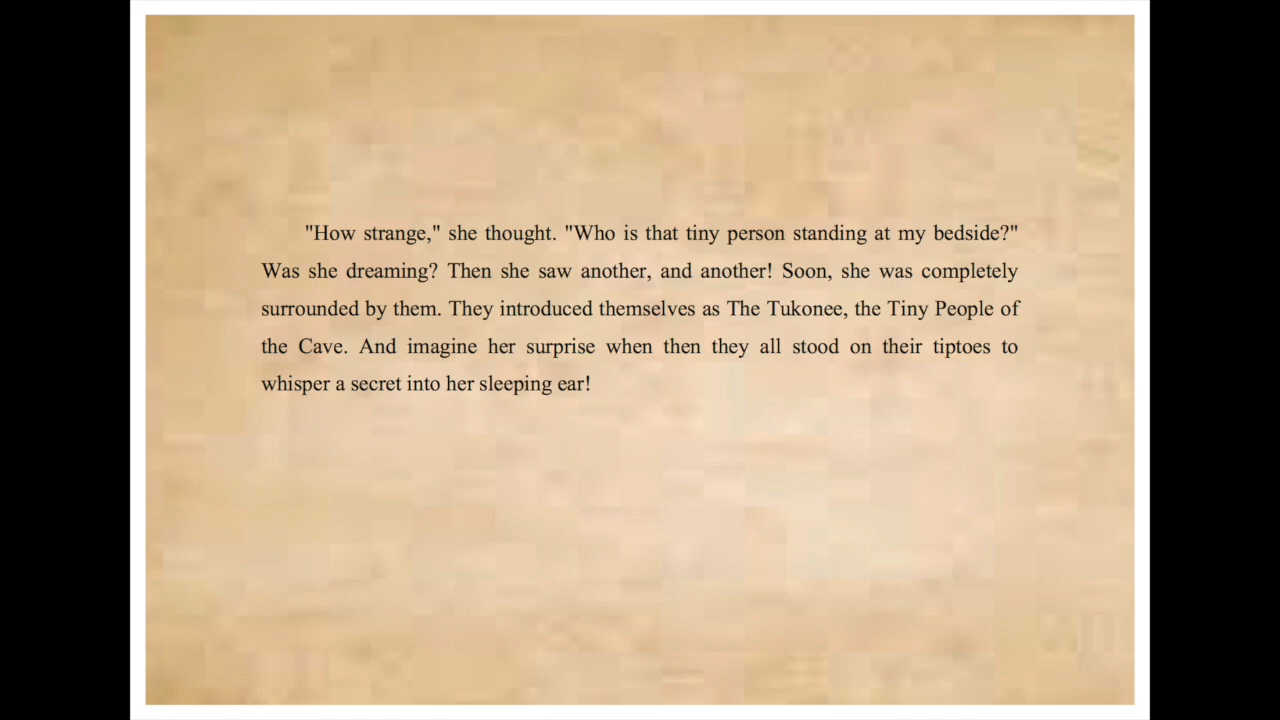 "How strange," she thought. "Who is that tiny person standing at my bedside?"
Was she dreaming? Then she saw another, and another! Soon, she was completely
surrounded by them. They introduced themselves as The Tukonee, the Tiny People of
the Cave. And imagine her surprise when then they all stood on their tiptoes to
whisper a secret into her sleeping ear!